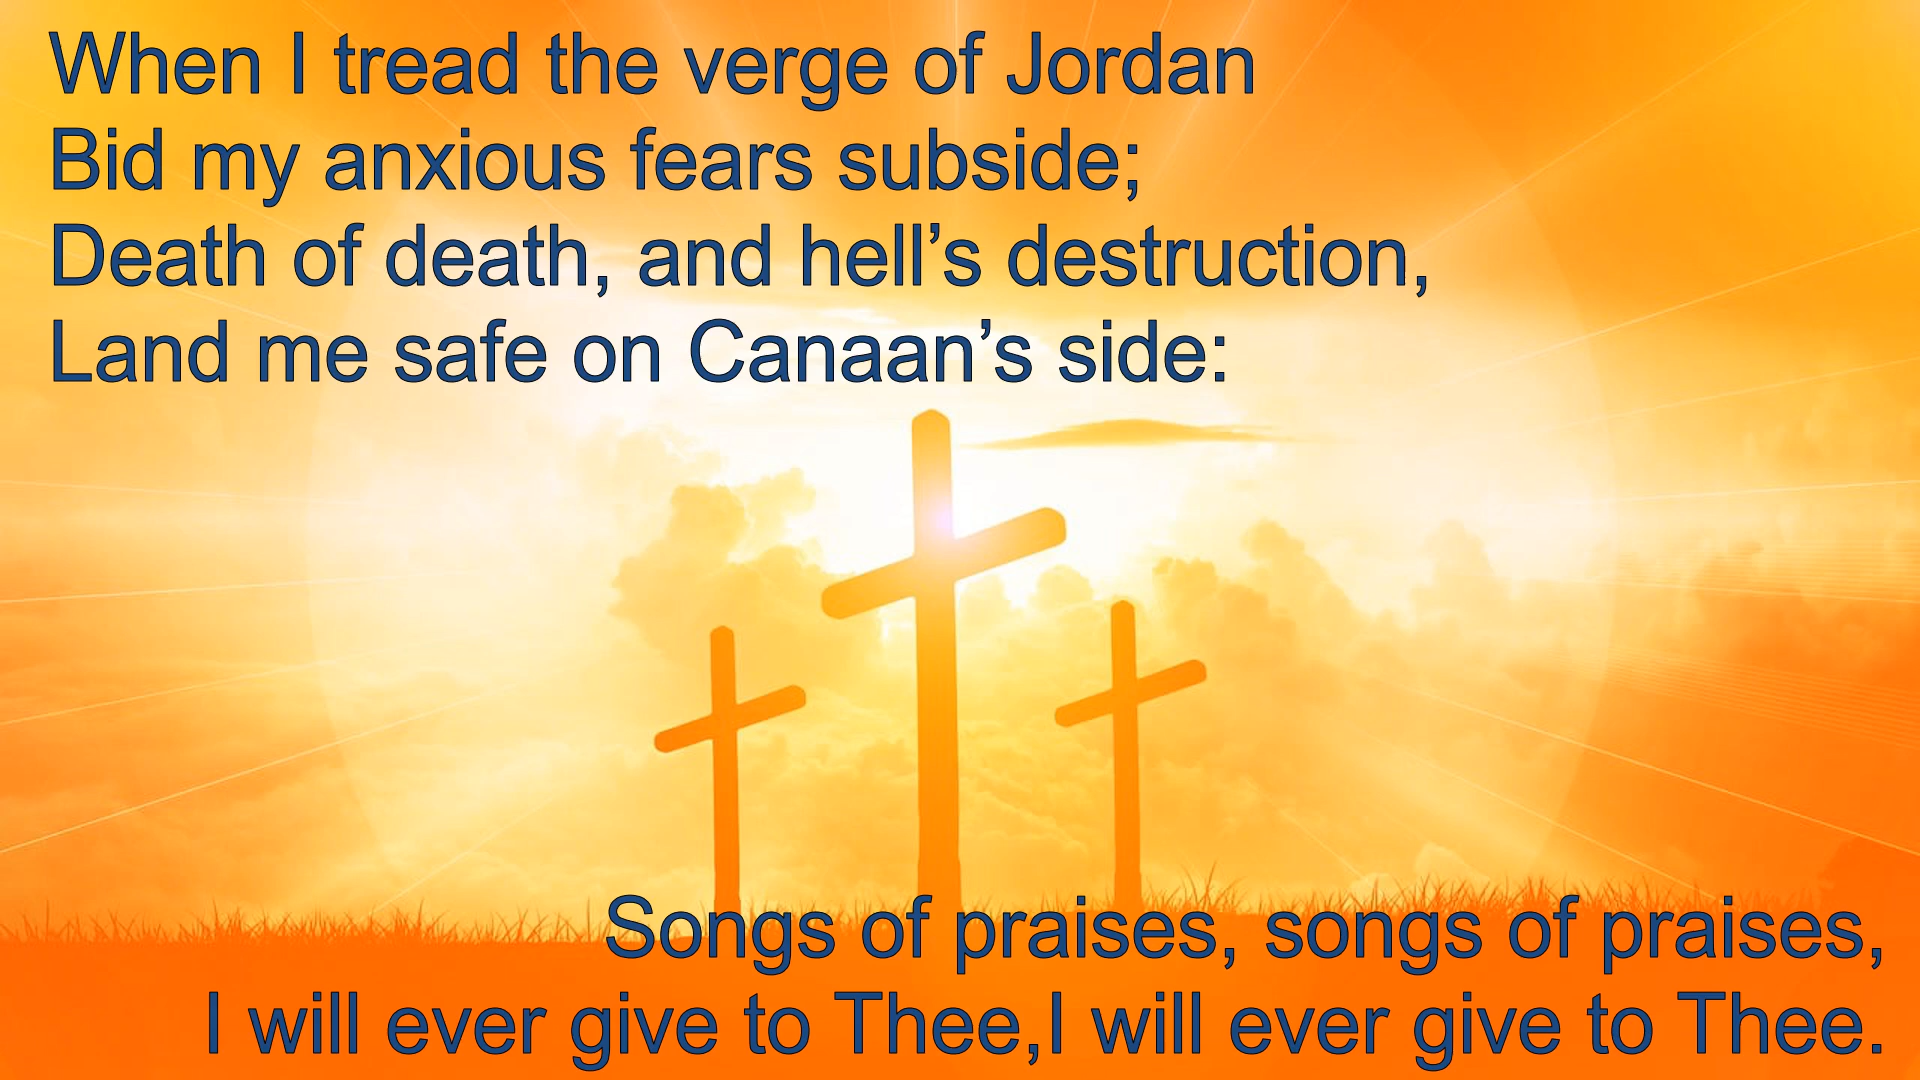 When I tread the verge of Jordan
Bid my anxious fears subside;
Death of death, and hell’s destruction,
Land me safe on Canaan’s side:
Songs of praises, songs of praises,
I will ever give to Thee,I will ever give to Thee.